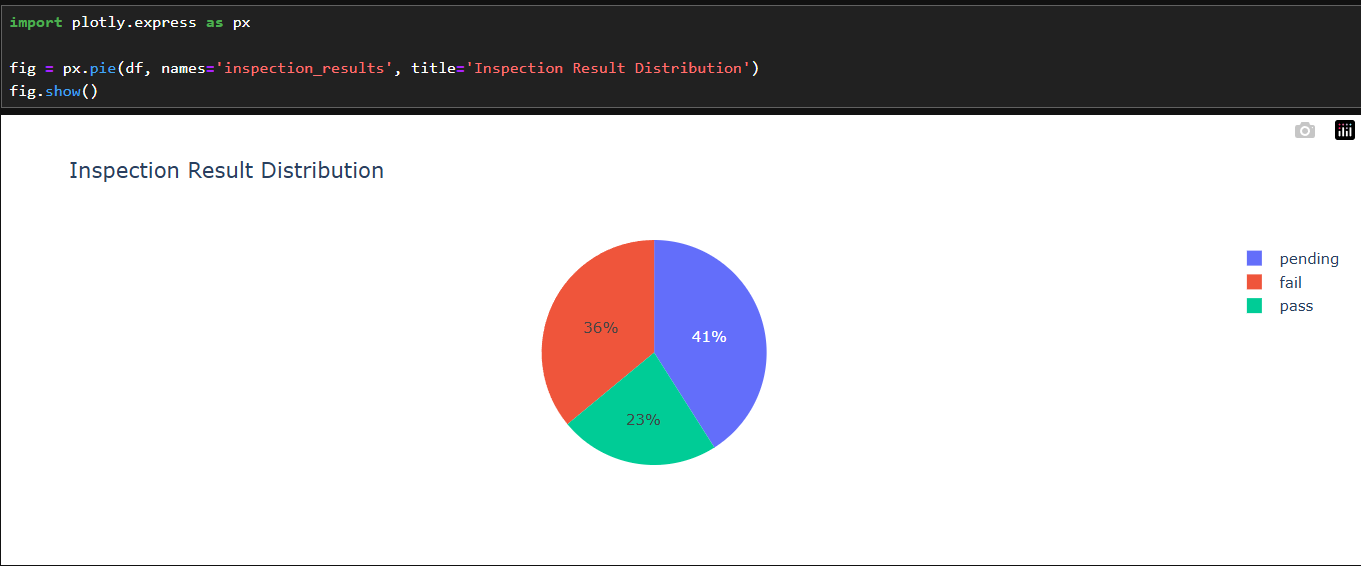 import plotly.express as px
fig = px.pie(df, names='inspection_results', title='Inspection Result Distribution')
fig.show()
Inspection Result Distribution
pending
fail
pass
36%
41%
23%